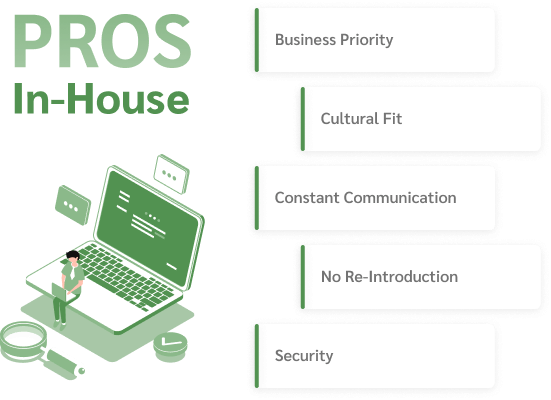 PROS
In-House
Business Priority
Cultural Fit
Constant Communication
No Re-Introduction
Security